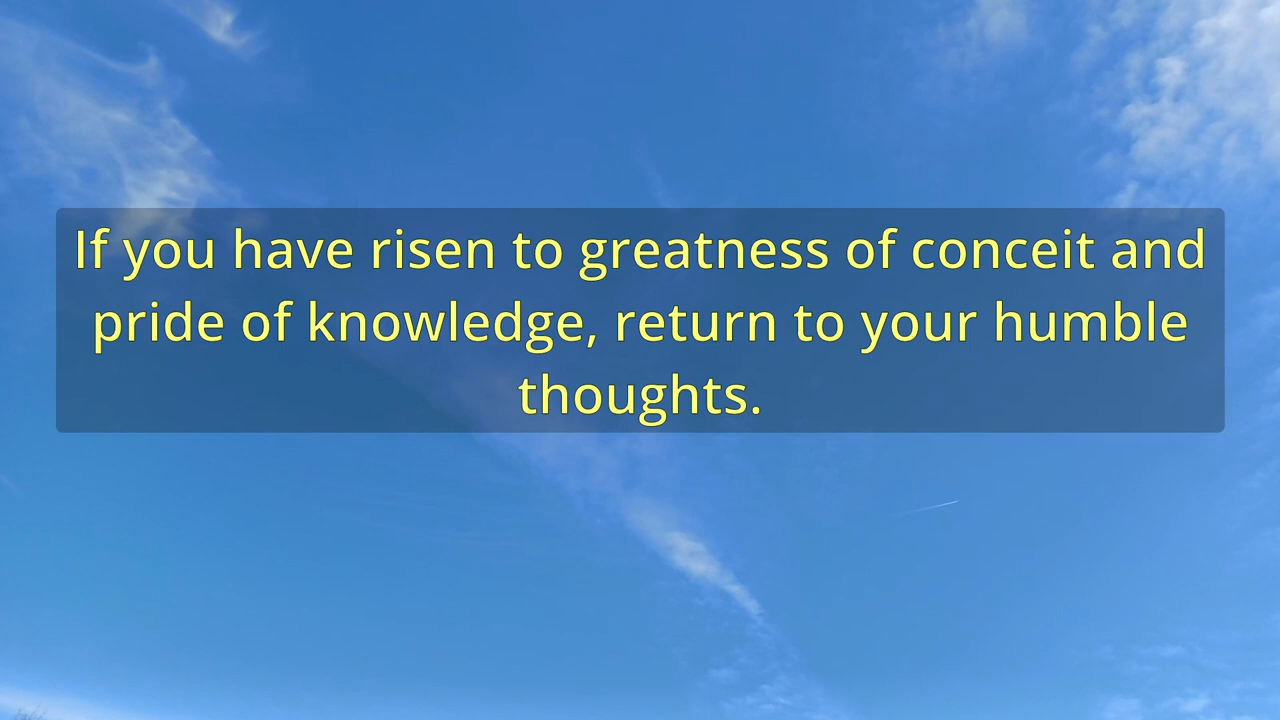 If you have risen to greatness of conceit and
pride of knowledge, return to your humble
thoughts.